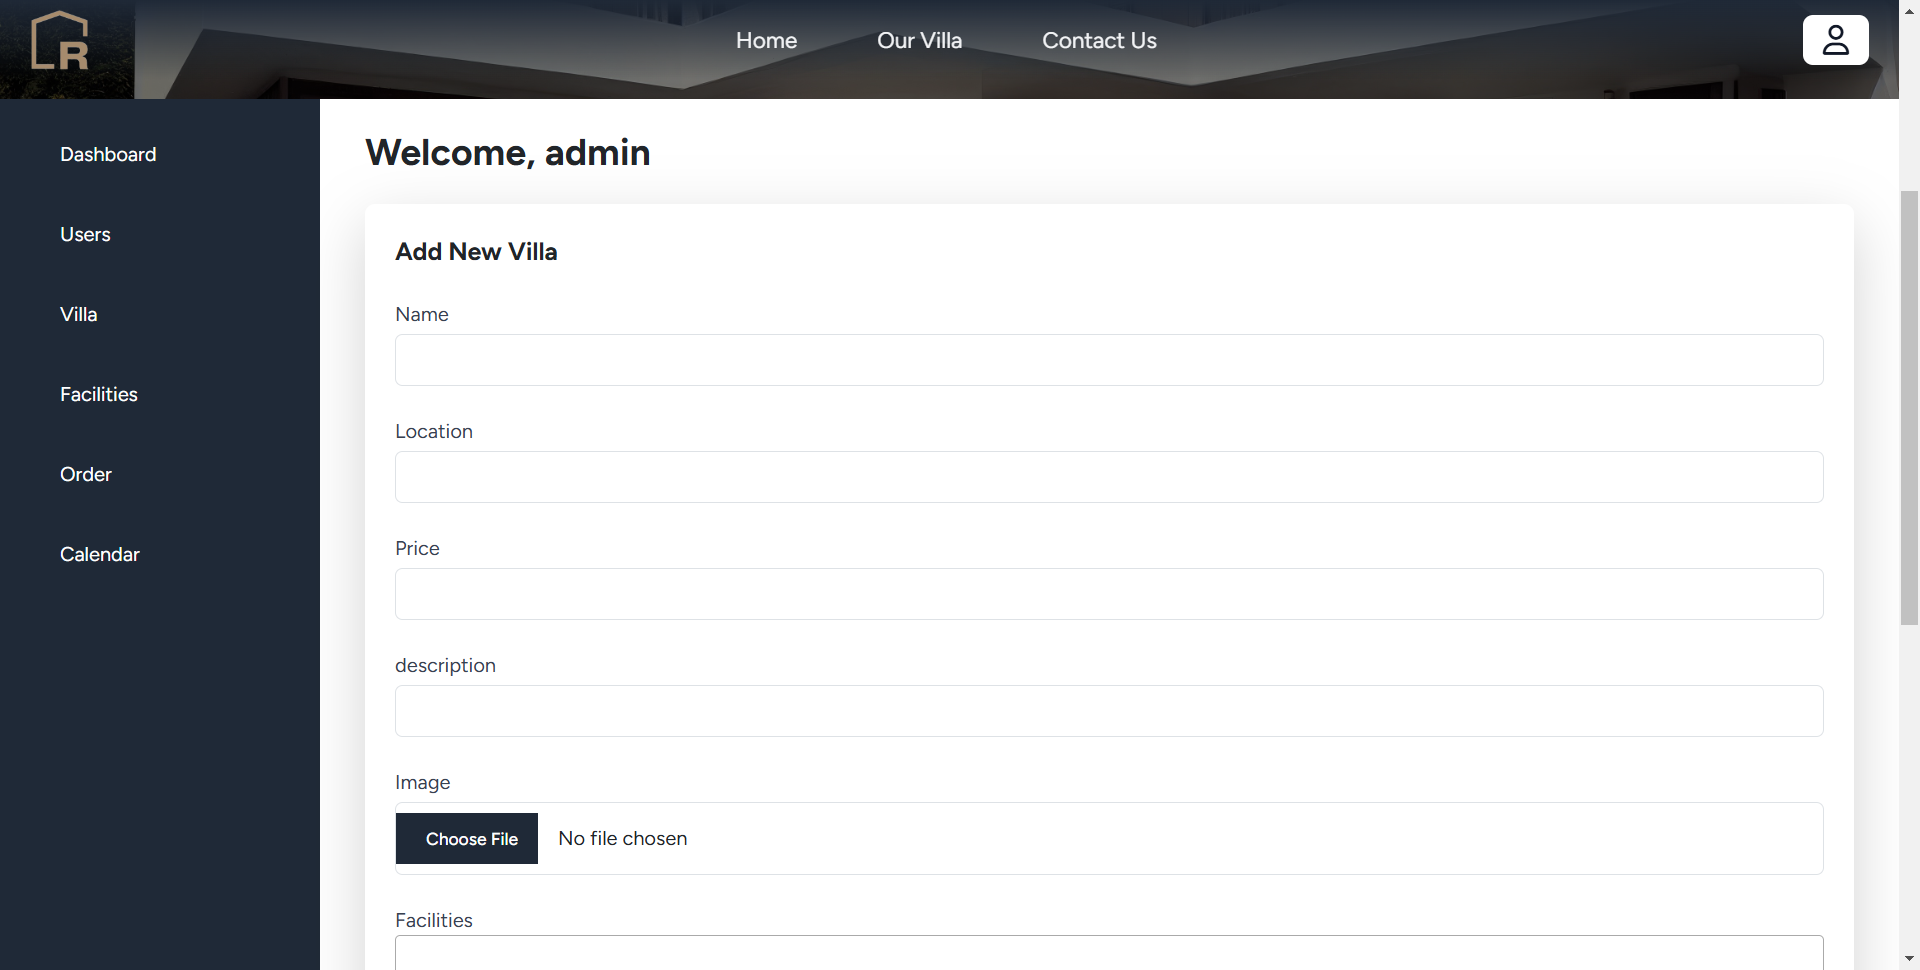 R
Home Our Villa Contact Us
Dashboard
Users
Villa
Facilities
Order
Calendar
Welcome, admin
Add New Villa
Name
Location
Price
description
Image
Choose File No file chosen
Facilities